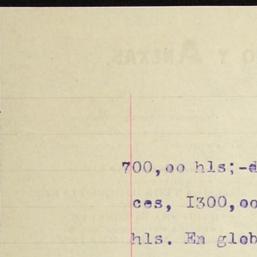 700,oo hls;-
ces, I300,oo
hls. En glob